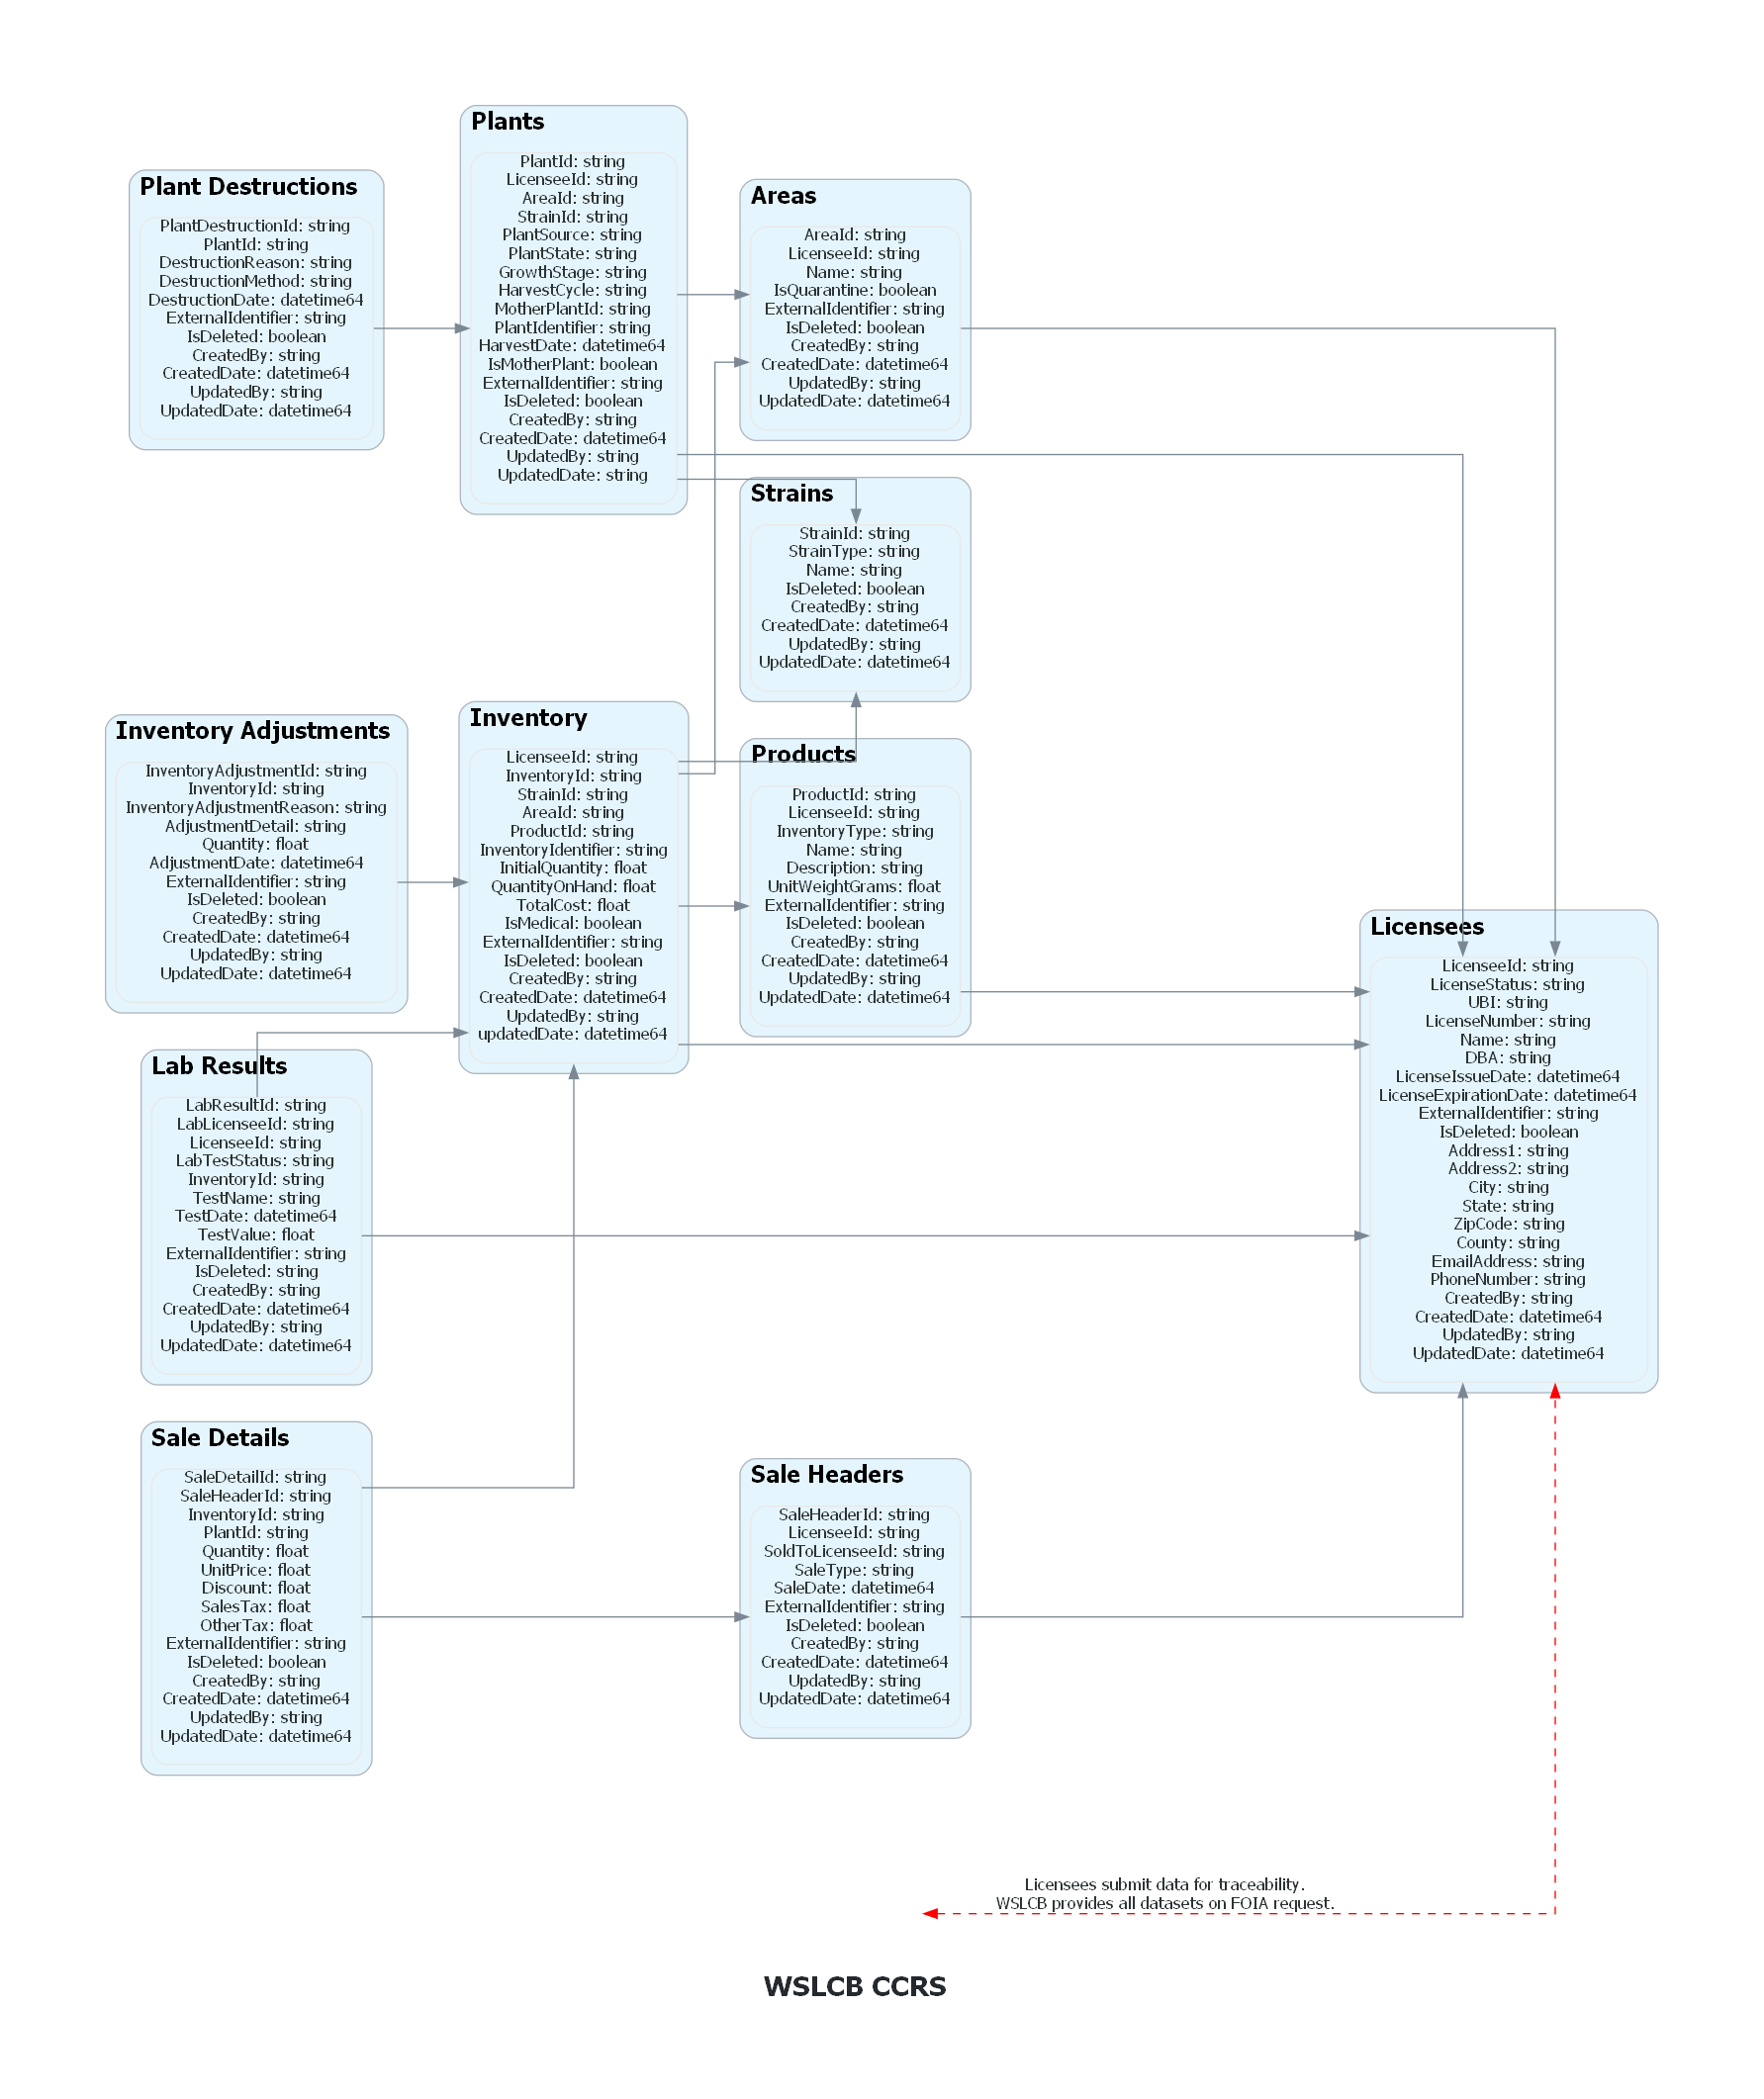 Plants
PlantId: string
LicenseeId: string
AreaId: string
StrainId: string
PlantSource: string
PlantState: string
GrowthStage: string
HarvestCycle: string
MotherPlantId: string
PlantIdentifier: string
HarvestDate: datetime64
IsMotherPlant: boolean
ExternalIdentifier: string
IsDeleted: boolean
CreatedBy: string
CreatedDate: datetime64
UpdatedBy: string
UpdatedDate: string
Plant Destructions
PlantDestructionId: string
PlantId: string
DestructionReason: string
DestructionMethod: string
DestructionDate: datetime64
ExternalIdentifier: string
IsDeleted: boolean
CreatedBy: string
CreatedDate: datetime64
UpdatedBy: string
UpdatedDate: datetime64
Areas
AreaId: string
LicenseeId: string
Name: string
IsQuarantine: boolean
ExternalIdentifier: string
IsDeleted: boolean
CreatedBy: string
CreatedDate: datetime64
UpdatedBy: string
UpdatedDate: datetime64
Strains
StrainId: string
StrainType: string
Name: string
IsDeleted: boolean
CreatedBy: string
CreatedDate: datetime64
UpdatedBy: string
UpdatedDate: datetime64
Inventory Adjustments
InventoryAdjustmentId: string
InventoryId: string
InventoryAdjustmentReason: string
AdjustmentDetail: string
Quantity: float
AdjustmentDate: datetime64
ExternalIdentifier: string
IsDeleted: boolean
CreatedBy: string
CreatedDate: datetime64
UpdatedBy: string
UpdatedDate: datetime64
Inventory
LicenseeId: string
InventoryId: string
StrainId: string
AreaId: string
ProductId: string
InventoryIdentifier: string
InitialQuantity: float
QuantityOnHand: float
TotalCost: float
IsMedical: boolean
ExternalIdentifier: string
IsDeleted: boolean
CreatedBy: string
CreatedDate: datetime64
UpdatedBy: string
updatedDate: datetime64
Products
ProductId: string
LicenseeId: string
InventoryType: string
Name: string
Description: string
UnitWeightGrams: float
ExternalIdentifier: string
IsDeleted: boolean
CreatedBy: string
CreatedDate: datetime64
UpdatedBy: string
UpdatedDate: datetime64
Licensees
LicenseeId: string
LicenseStatus: string
UBI: string
LicenseNumber: string
Name: string
DBA: string
LicenseIssueDate: datetime64
LicenseExpirationDate: datetime64
ExternalIdentifier: string
IsDeleted: boolean
Address1: string
Address2: string
City: string
State: string
ZipCode: string
County: string
EmailAddress: string
PhoneNumber: string
CreatedBy: string
CreatedDate: datetime64
UpdatedBy: string
UpdatedDate: datetime64
Lab Results
LabResultId: string
LabLicenseeId: string
LicenseeId: string
LabTestStatus: string
InventoryId: string
TestName: string
TestDate: datetime64
TestValue: float
ExternalIdentifier: string
IsDeleted: string
CreatedBy: string
CreatedDate: datetime64
UpdatedBy: string
UpdatedDate: datetime64
Sale Details
SaleDetailId: string
SaleHeaderId: string
InventoryId: string
PlantId: string
Quantity: float
UnitPrice: float
Discount: float
SalesTax: float
OtherTax: float
ExternalIdentifier: string
IsDeleted: boolean
CreatedBy: string
CreatedDate: datetime64
UpdatedBy: string
UpdatedDate: datetime64
Sale Headers
SaleHeaderId: string
LicenseeId: string
SoldToLicenseeId: string
SaleType: string
SaleDate: datetime64
ExternalIdentifier: string
IsDeleted: boolean
CreatedBy: string
CreatedDate: datetime64
UpdatedBy: string
UpdatedDate: datetime64
Licensees submit data for traceability.
WSLCB provides all datasets on FOIA request.
WSLCB CCRS